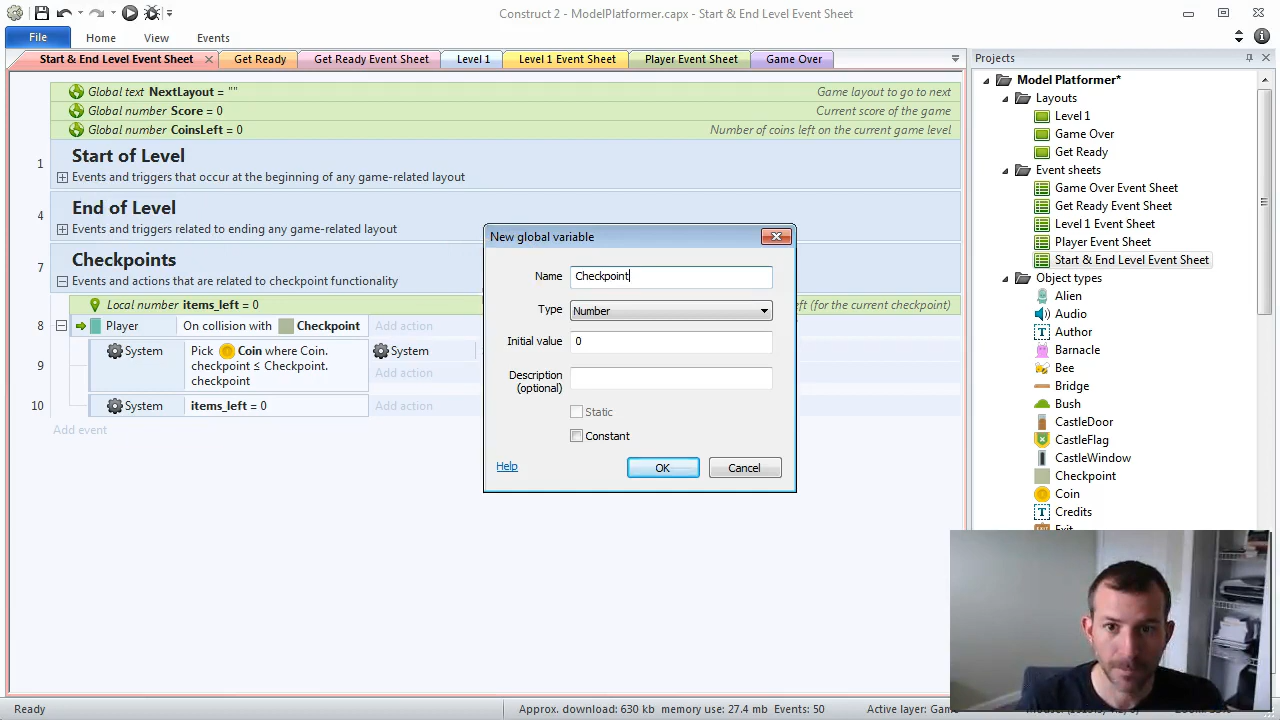 Construct 2 - ModelPlatformer.capx - Start & End Level Event Sheet
File
Home
View
Events
Start & End Level Event Sheet
Get Ready
Get Ready Event Sheet
Level 1
Level 1 Event Sheet
Player Event Sheet
Game Over
Global text NextLayout = ""
Game layout to go to next
Global number Score = 0
Current score of the game
Global number CoinsLeft = 0
Number of coins left on the current game level
1
Start of Level
Events and triggers that occur at the beginning of any game-related layout
4
End of Level
Events and triggers related to ending any game-related layout
7
Checkpoints
Events and actions that are related to checkpoint functionality
Local number items_left = 0
left (for the current checkpoint)
8
Player
On collision with Checkpoint
Add action
9
System
Pick Coin where Coin.
checkpoint ≤ Checkpoint.
checkpoint
System
Add action
10
System
items_left = 0
Add action
Add event
New global variable
Name
Checkpoint
Type
Number
Initial value
0
Description
(optional)
Static
Constant
Help
OK
Cancel
Projects
Model Platformer*
Layouts
Level 1
Game Over
Get Ready
Event sheets
Game Over Event Sheet
Get Ready Event Sheet
Level 1 Event Sheet
Player Event Sheet
Start & End Level Event Sheet
Object types
Alien
Audio
Author
Barnacle
Bee
Bridge
Bush
CastleDoor
CastleFlag
CastleWindow
Checkpoint
Coin
Credits
Ready
Approx. download: 630 kb
memory use: 27.4 mb
Events: 50
Active layer: Game